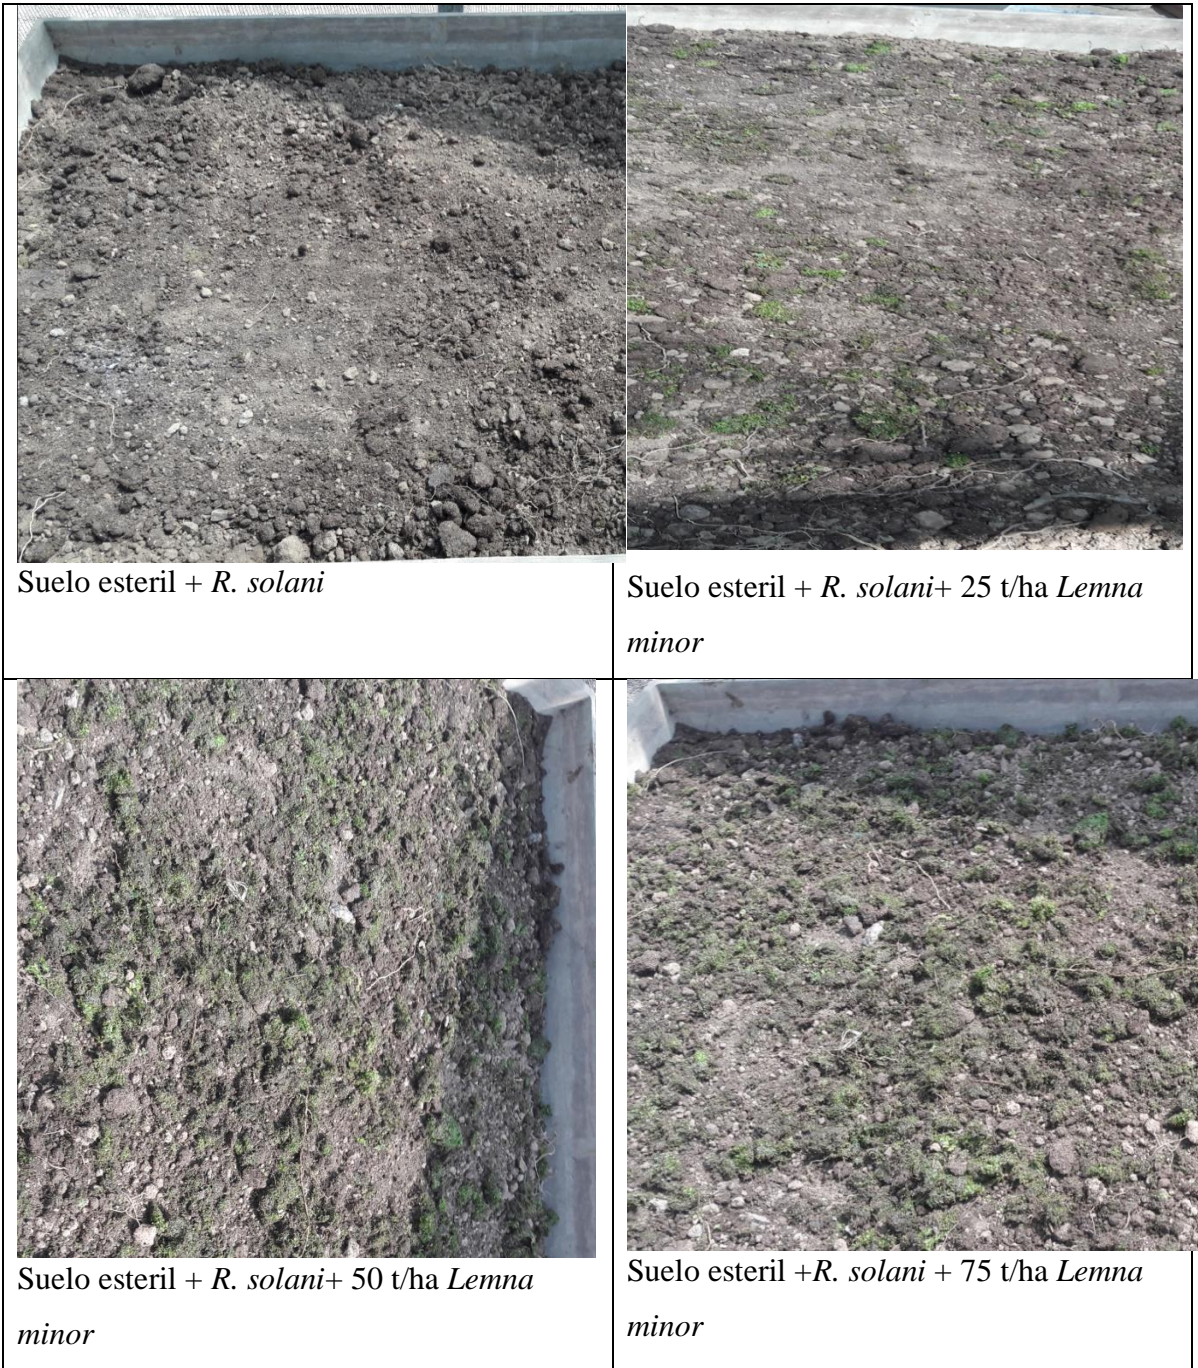 Suelo esteril + R. solani
Suelo esteril + R. solani+ 25 t/ha Lemna
minor
Suelo esteril + R. solani+ 50 t/ha Lemna
minor
Suelo esteril +R. solani + 75 t/ha Lemna
minor